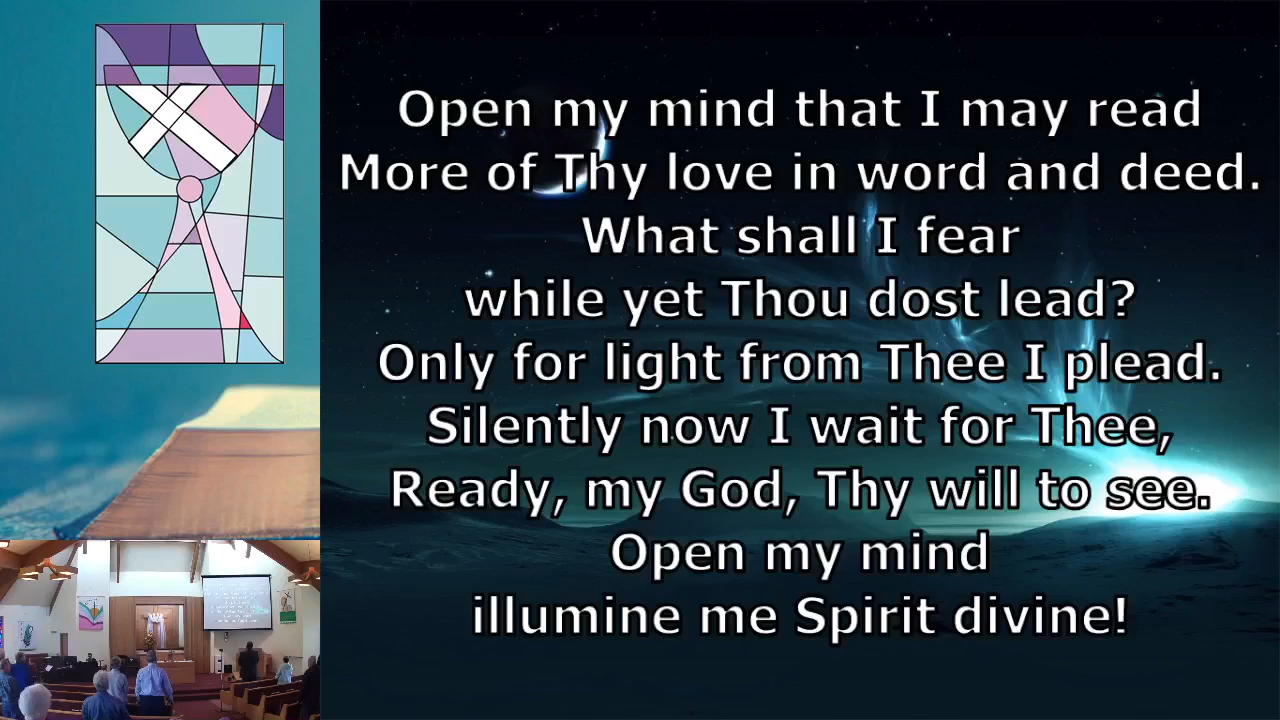 Open my mind that I may read
More of Thy love in word and deed.
What shall I fear
while yet Thou dost lead?
Only for light from Thee I plead.
Silently now I wait for Thee,
Ready, my God, Thy will to see.
Open my mind
illumine me Spirit divine!